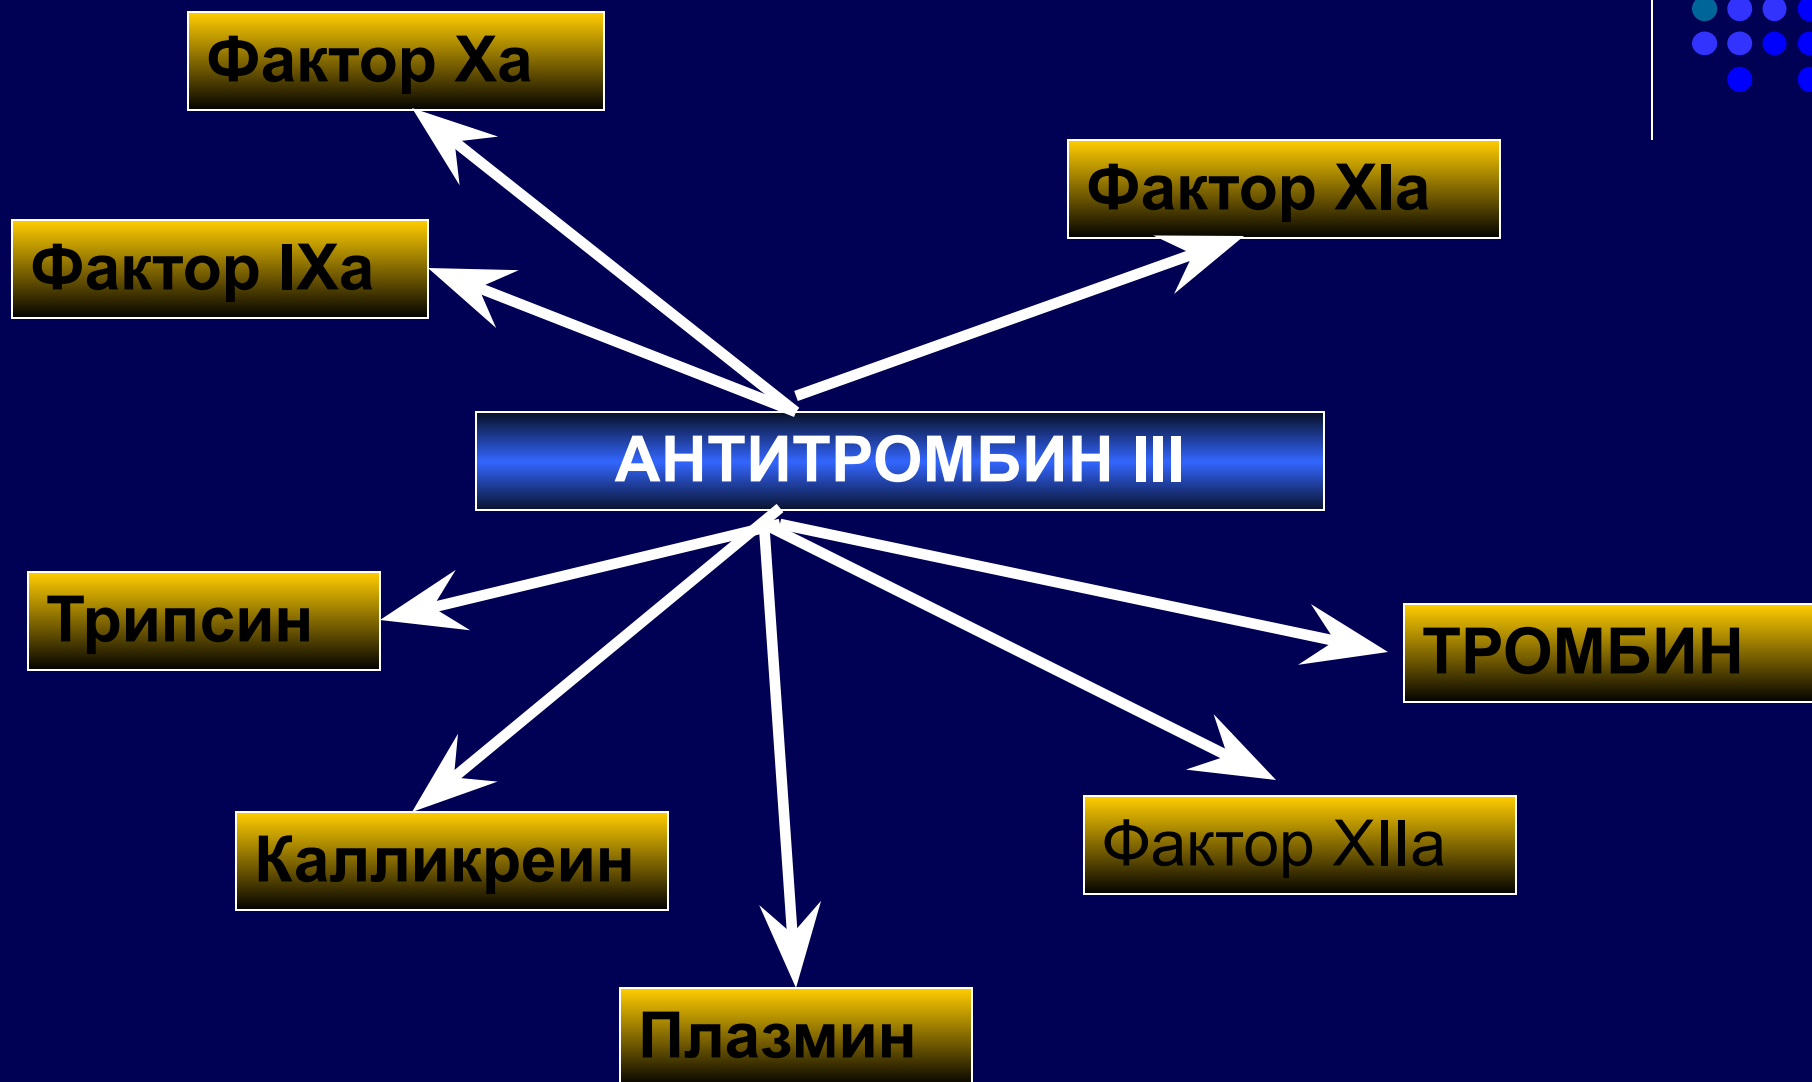 Фактор Xa
Фактор XIa
Фактор IXa
АНТИТРОМБИН III
Трипсин
ТРОМБИН
Фактор XIIa
Калликреин
Плазмин